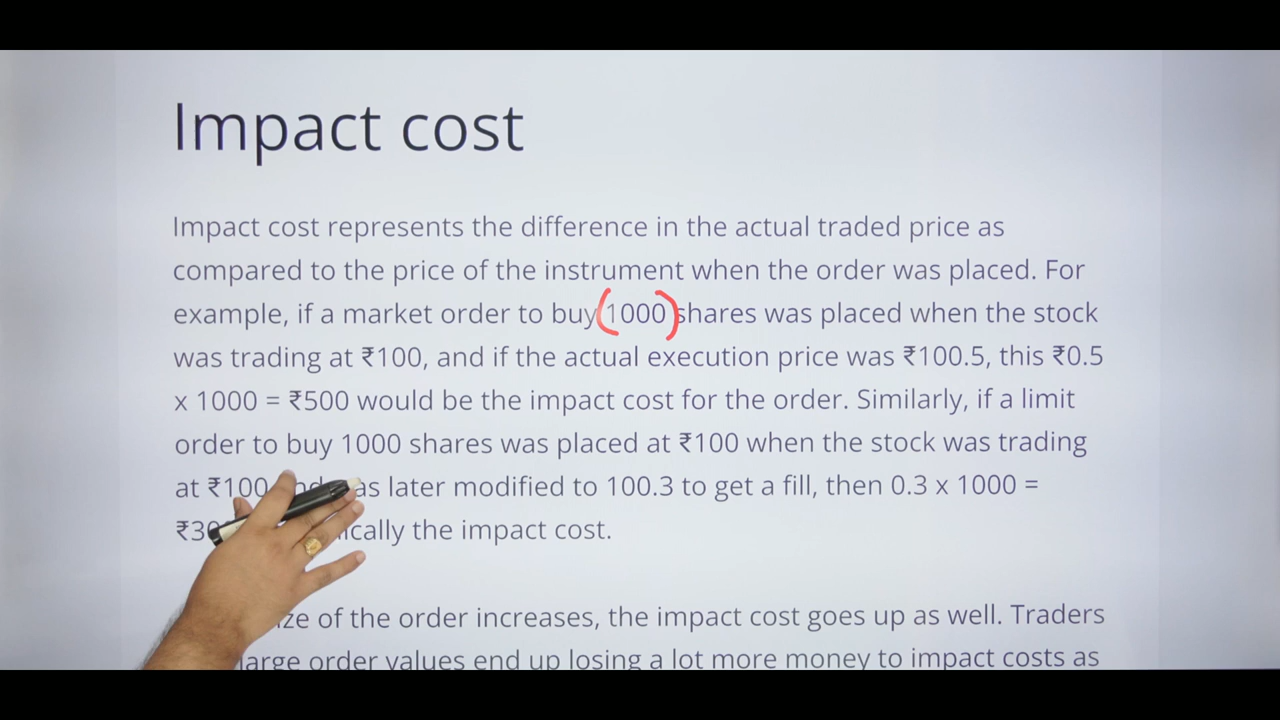 Impact cost
Impact cost represents the difference in the actual traded price as
compared to the price of the instrument when the order was placed. For
example, if a market order to buy (1000) shares was placed when the stock
was trading at ₹100, and if the actual execution price was ₹100.5, this ₹0.5
x 1000 = ₹500 would be the impact cost for the order. Similarly, if a limit
order to buy 1000 shares was placed at ₹100 when the stock was trading
at ₹100 later modified to 100.3 to get a fill, then 0.3 x 1000 =
the impact cost.
of the order increases, the impact cost goes up as well. Traders
order values end up losing a lot more money to impact costs as